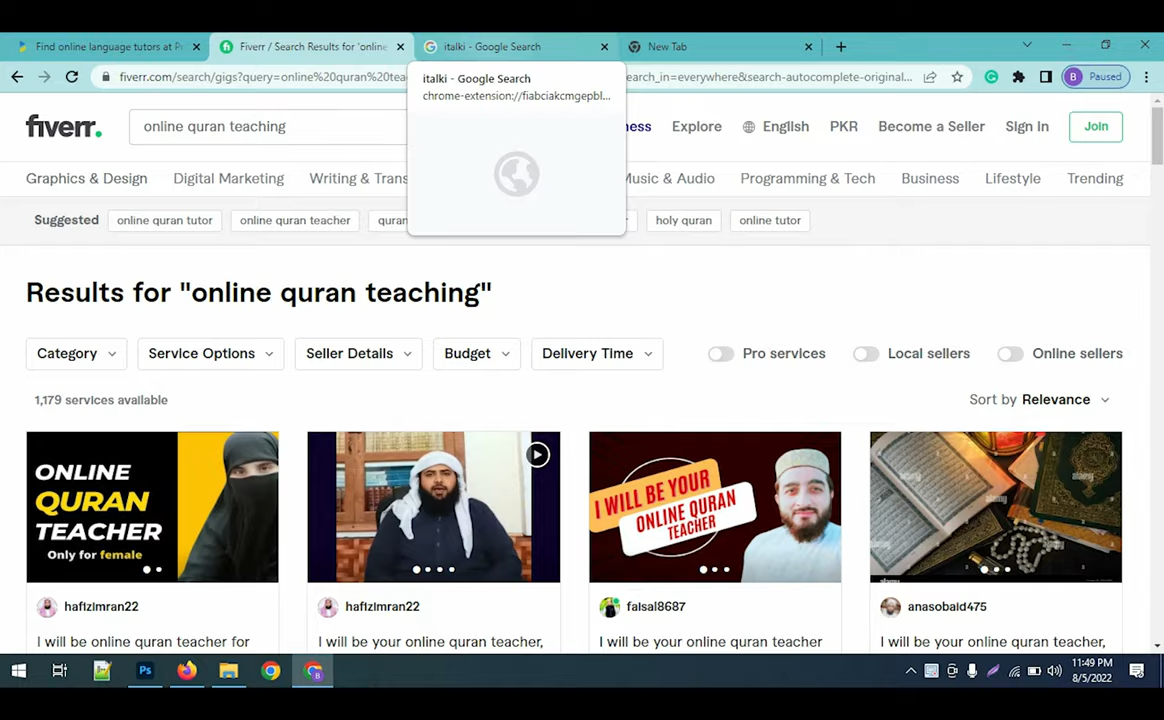 Find online language tutors at P
Fiverr / Search Results for 'online
italki - Google Search
New Tab
fiverr.com/search/gigs?query=online%20quran%20tea
earch_in=everywhere&search-autocomplete-original...
B Paused
italki - Google Search
chrome-extension://fiabciakcmgepbl...
fiverr.
online quran teaching
ness
Explore
English
PKR
Become a Seller
Sign In
Join
Graphics & Design
Digital Marketing
Writing & Trans
Music & Audio
Programming & Tech
Business
Lifestyle
Trending
Suggested
online quran tutor
online quran teacher
quran
r
holy quran
online tutor
Results for "online quran teaching"
Category
Service Options
Seller Details
Budget
Delivery Time
Pro services
Local sellers
Online sellers
1,179 services available
Sort by Relevance
ONLINE
QURAN
TEACHER
Only for female
I WILL BE YOUR
ONLINE QURAN
TEACHER
alamy
alamy
alamy
hafizimran22
hafizimran22
faisal8687
anasobaid475
I will be online quran teacher for
I will be your online quran teacher,
I will be your online quran teacher
I will be your online quran teacher,
Ps
B
11:49 PM
8/5/2022